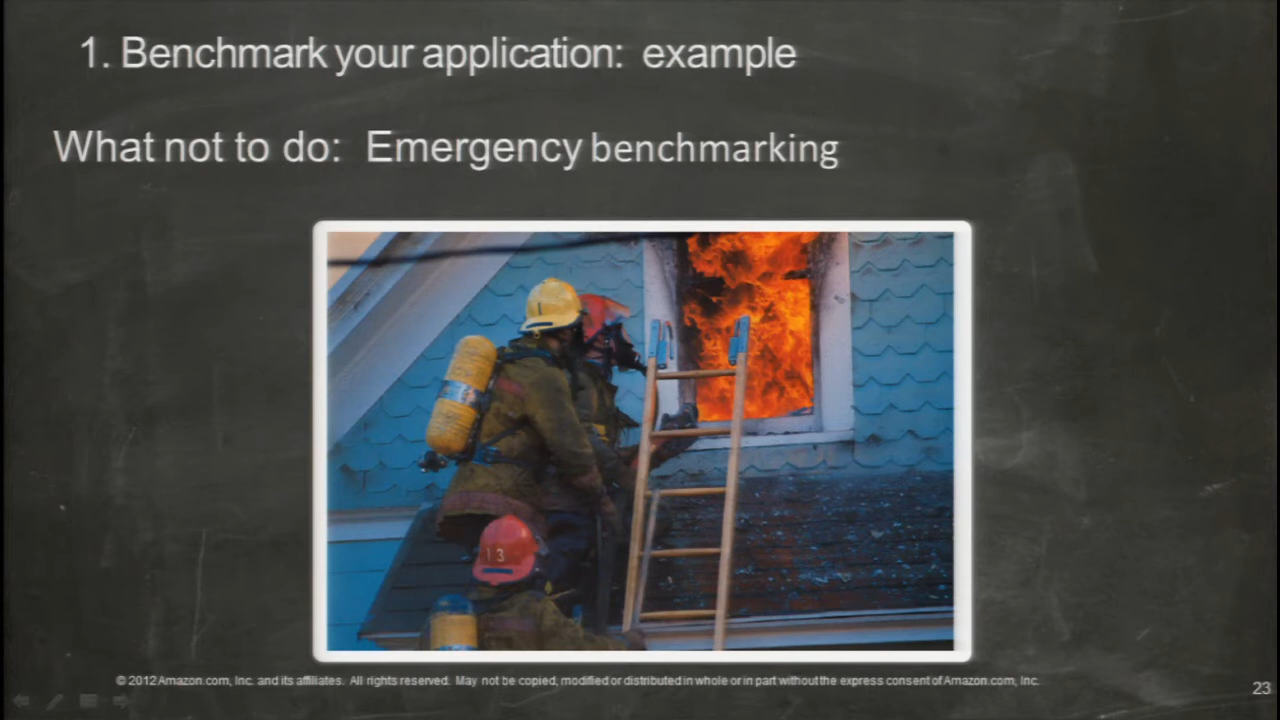 1. Benchmark your application: example
What not to do: Emergency benchmarking
1
13
© 2012 Amazon.com, Inc. and its affiliates. All rights reserved. May not be copied, modified or distributed in whole or in part without the express consent of Amazon.com, Inc.
23